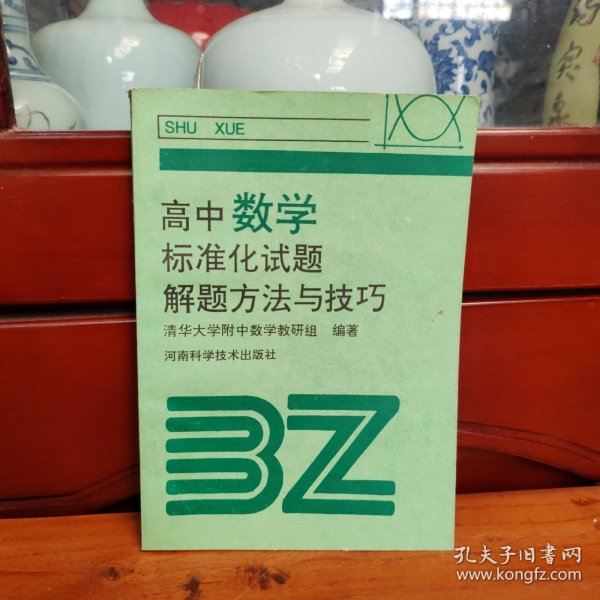 SHU XUE
高中数学
标准化试题
解题方法与技巧
清华大学附中数学教研组 编著
河南科学技术出版社
BZ
孔夫子旧书网
www.kongfz.com